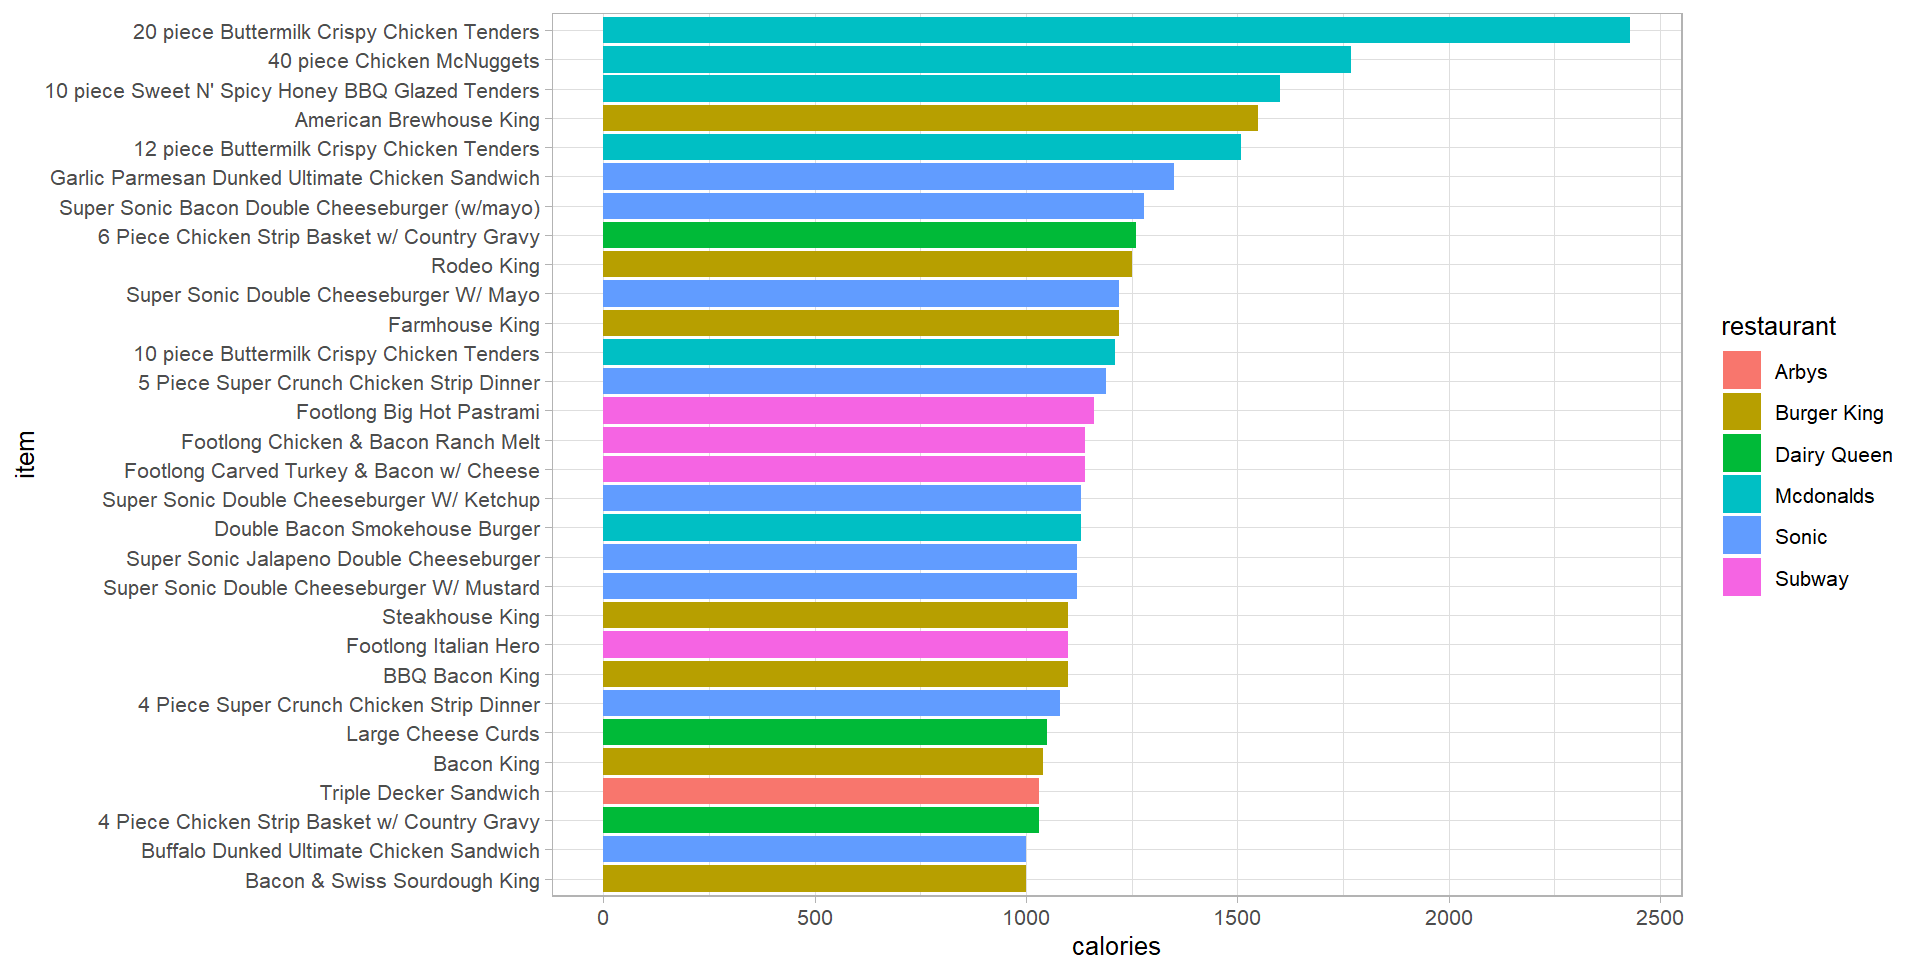 20 piece Buttermilk Crispy Chicken Tenders
40 piece Chicken McNuggets
10 piece Sweet N' Spicy Honey BBQ Glazed Tenders
American Brewhouse King
12 piece Buttermilk Crispy Chicken Tenders
Garlic Parmesan Dunked Ultimate Chicken Sandwich
Super Sonic Bacon Double Cheeseburger (w/mayo)
6 Piece Chicken Strip Basket w/ Country Gravy
Rodeo King
Super Sonic Double Cheeseburger W/ Mayo
Farmhouse King
10 piece Buttermilk Crispy Chicken Tenders
5 Piece Super Crunch Chicken Strip Dinner
Footlong Big Hot Pastrami
Footlong Chicken & Bacon Ranch Melt
Footlong Carved Turkey & Bacon w/ Cheese
Super Sonic Double Cheeseburger W/ Ketchup
Double Bacon Smokehouse Burger
Super Sonic Jalapeno Double Cheeseburger
Super Sonic Double Cheeseburger W/ Mustard
Steakhouse King
Footlong Italian Hero
BBQ Bacon King
4 Piece Super Crunch Chicken Strip Dinner
Large Cheese Curds
Bacon King
Triple Decker Sandwich
4 Piece Chicken Strip Basket w/ Country Gravy
Buffalo Dunked Ultimate Chicken Sandwich
Bacon & Swiss Sourdough King
item
0 500 1000 1500 2000 2500
calories
restaurant
Arbys
Burger King
Dairy Queen
Mcdonalds
Sonic
Subway